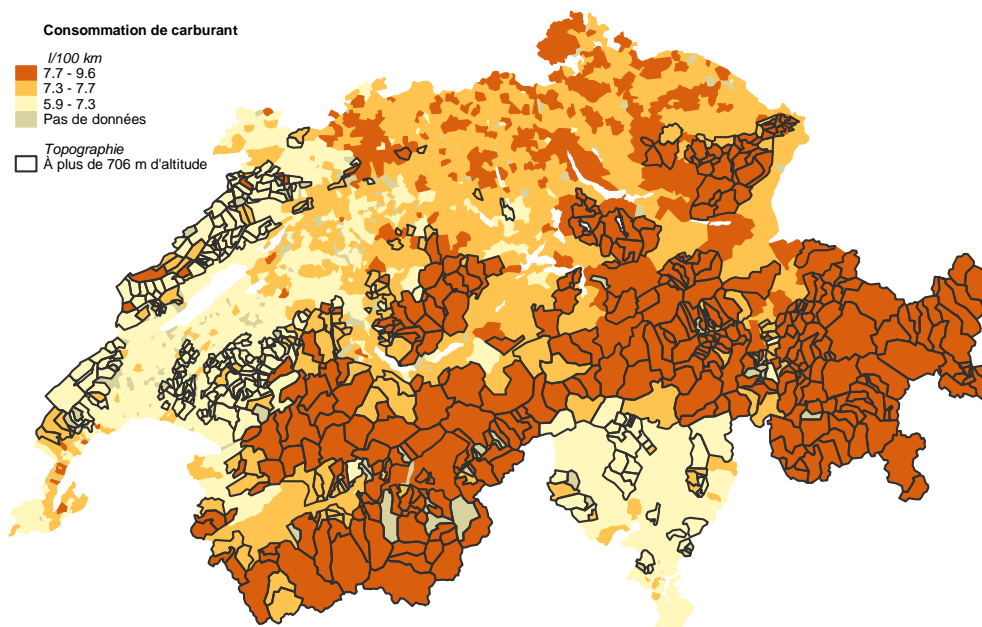 Consommation de carburant
l/100 km
7.7 - 9.6
7.3 - 7.7
5.9 - 7.3
Pas de données
Topographie
À plus de 706 m d'altitude